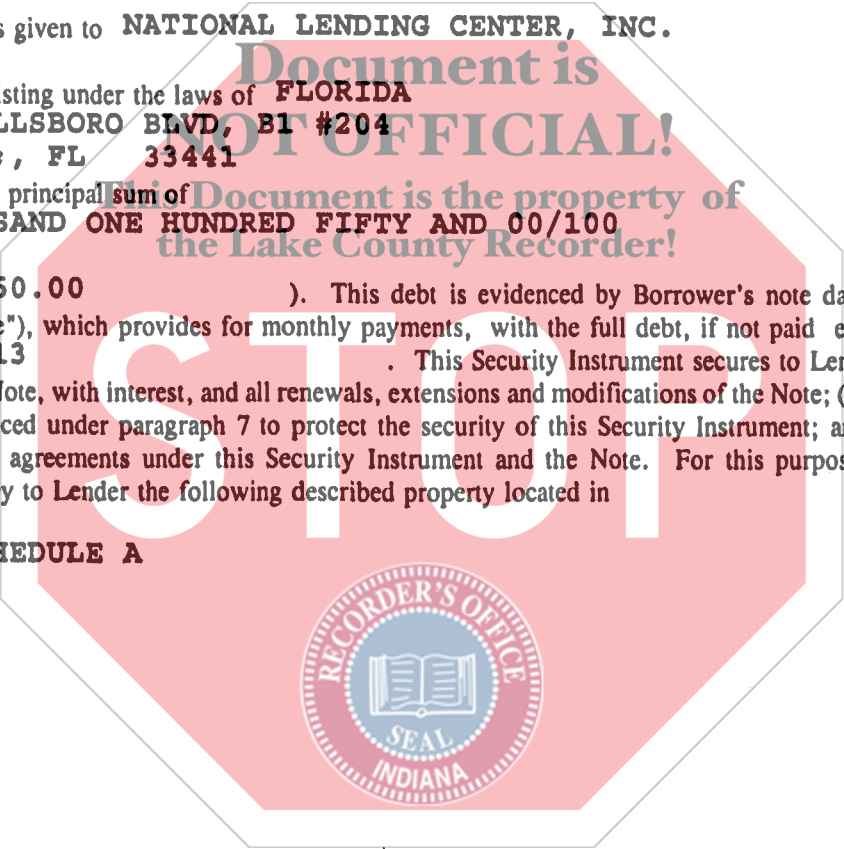 s given to NATIONAL LENDING CENTER, INC.
Document is
isting under the laws of FLORIDA
LLSBORO BLVD, B1 #204
NOT OFFICIAL!
, FL 33441
principal sum of
This Document is the property of
SAND ONE HUNDRED FIFTY AND 00/100
the Lake County Recorder!
50.00 ). This debt is evidenced by Borrower's note da
e"), which provides for monthly payments, with the full debt, if not paid e
13 . This Security Instrument secures to Len
Note, with interest, and all renewals, extensions and modifications of the Note; (
ced under paragraph 7 to protect the security of this Security Instrument; a
agreements under this Security Instrument and the Note. For this purpos
y to Lender the following described property located in
STOP
HEDULE A
RECORDER'S OFFICE
SEAL
INDIANA